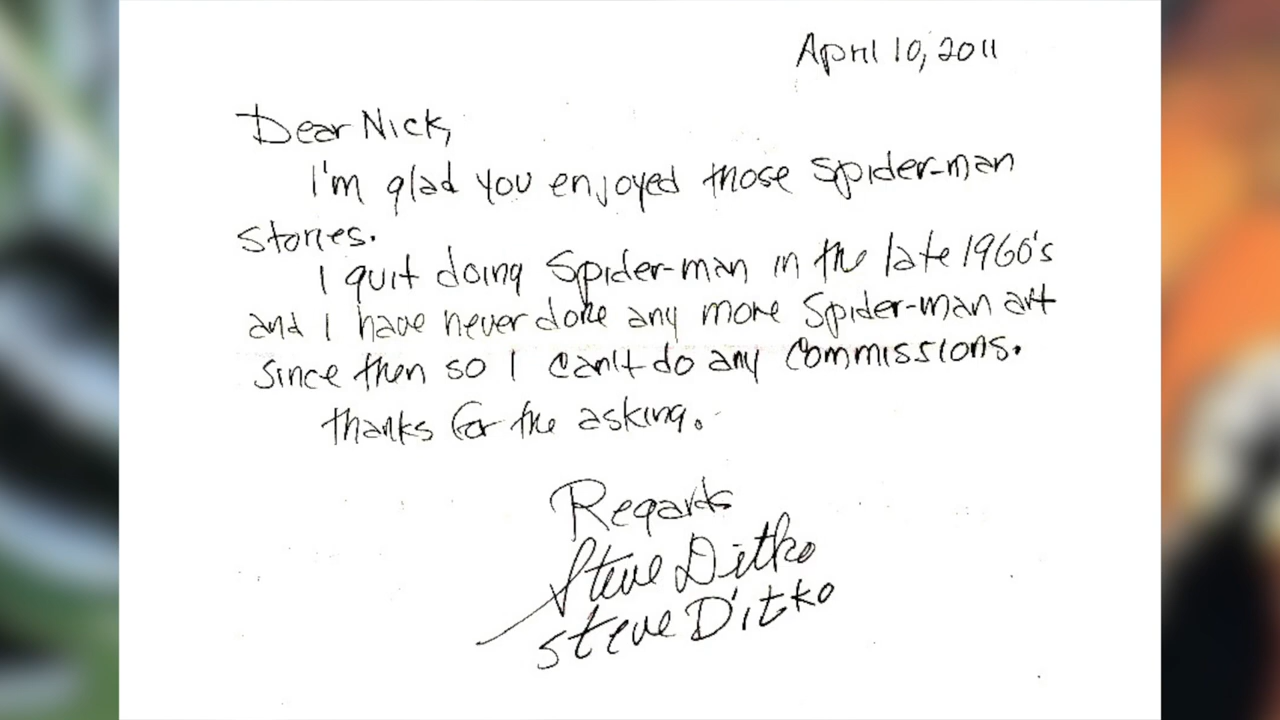 April 10, 2011
Dear Nick,
I'm glad you enjoyed those Spider-man
stories.
I quit doing Spider-man in the late 1960's
and I have never done any more Spider-man art
since then so I can't do any commissions.
thanks for the asking.
Regards
Steve Ditko
Steve Ditko